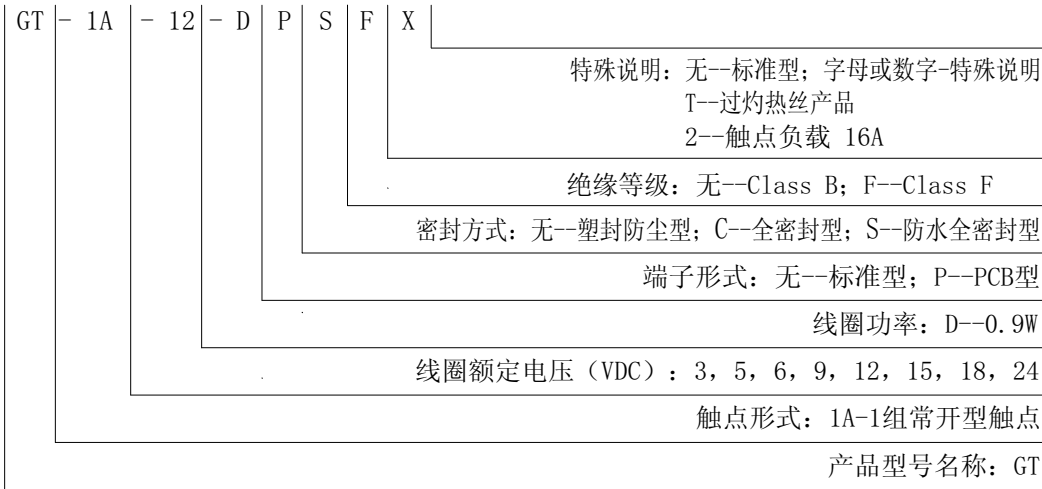 GT - 1A - 12 - D P S F X
特殊说明: 无--标准型; 字母或数字-特殊说明
T--过灼热丝产品
2--触点负载 16A
绝缘等级: 无--Class B; F--Class F
密封方式: 无--塑封防尘型; C--全密封型; S--防水全密封型
端子形式: 无--标准型; P--PCB型
线圈功率: D--0.9W
线圈额定电压（VDC）: 3, 5, 6, 9, 12, 15, 18, 24
触点形式: 1A-1组常开型触点
产品型号名称: GT